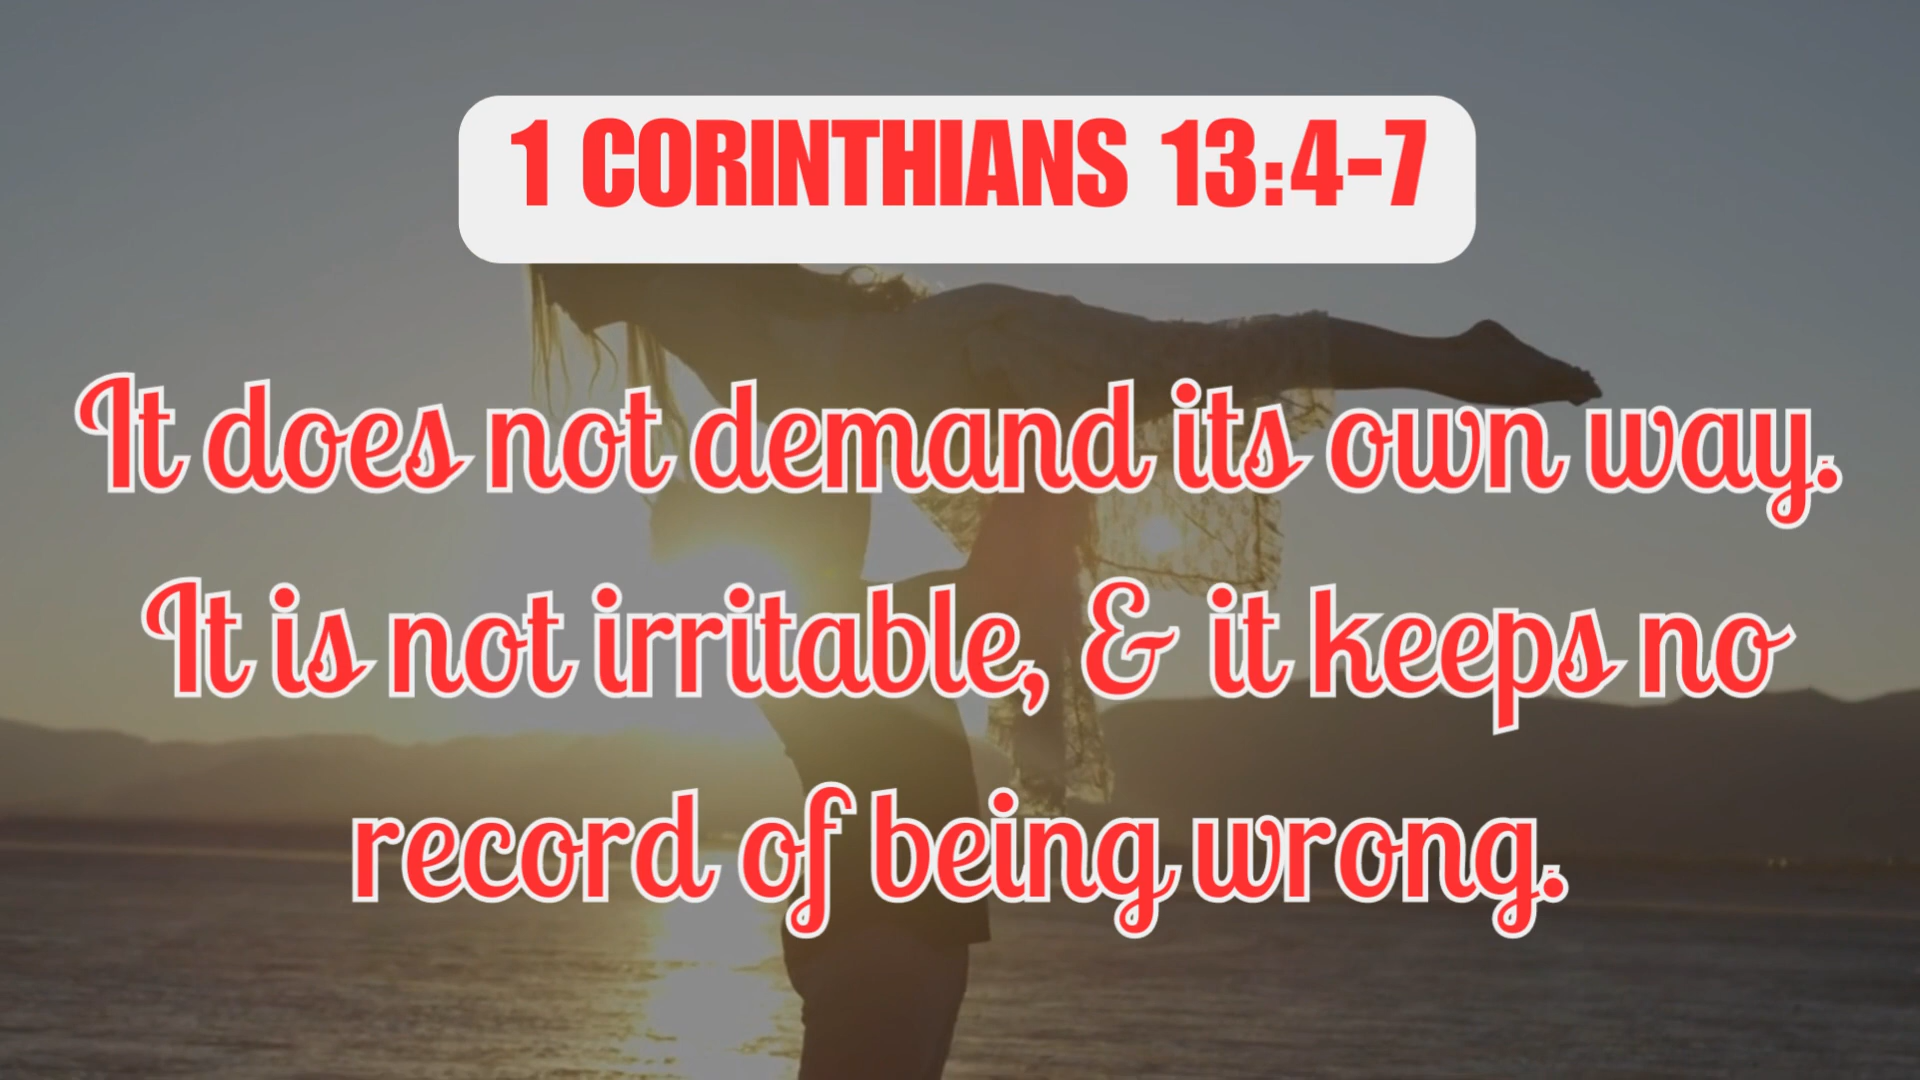 1 CORINTHIANS 13:4-7
It does not demand its own way.
It is not irritable, & it keeps no
record of being wrong.